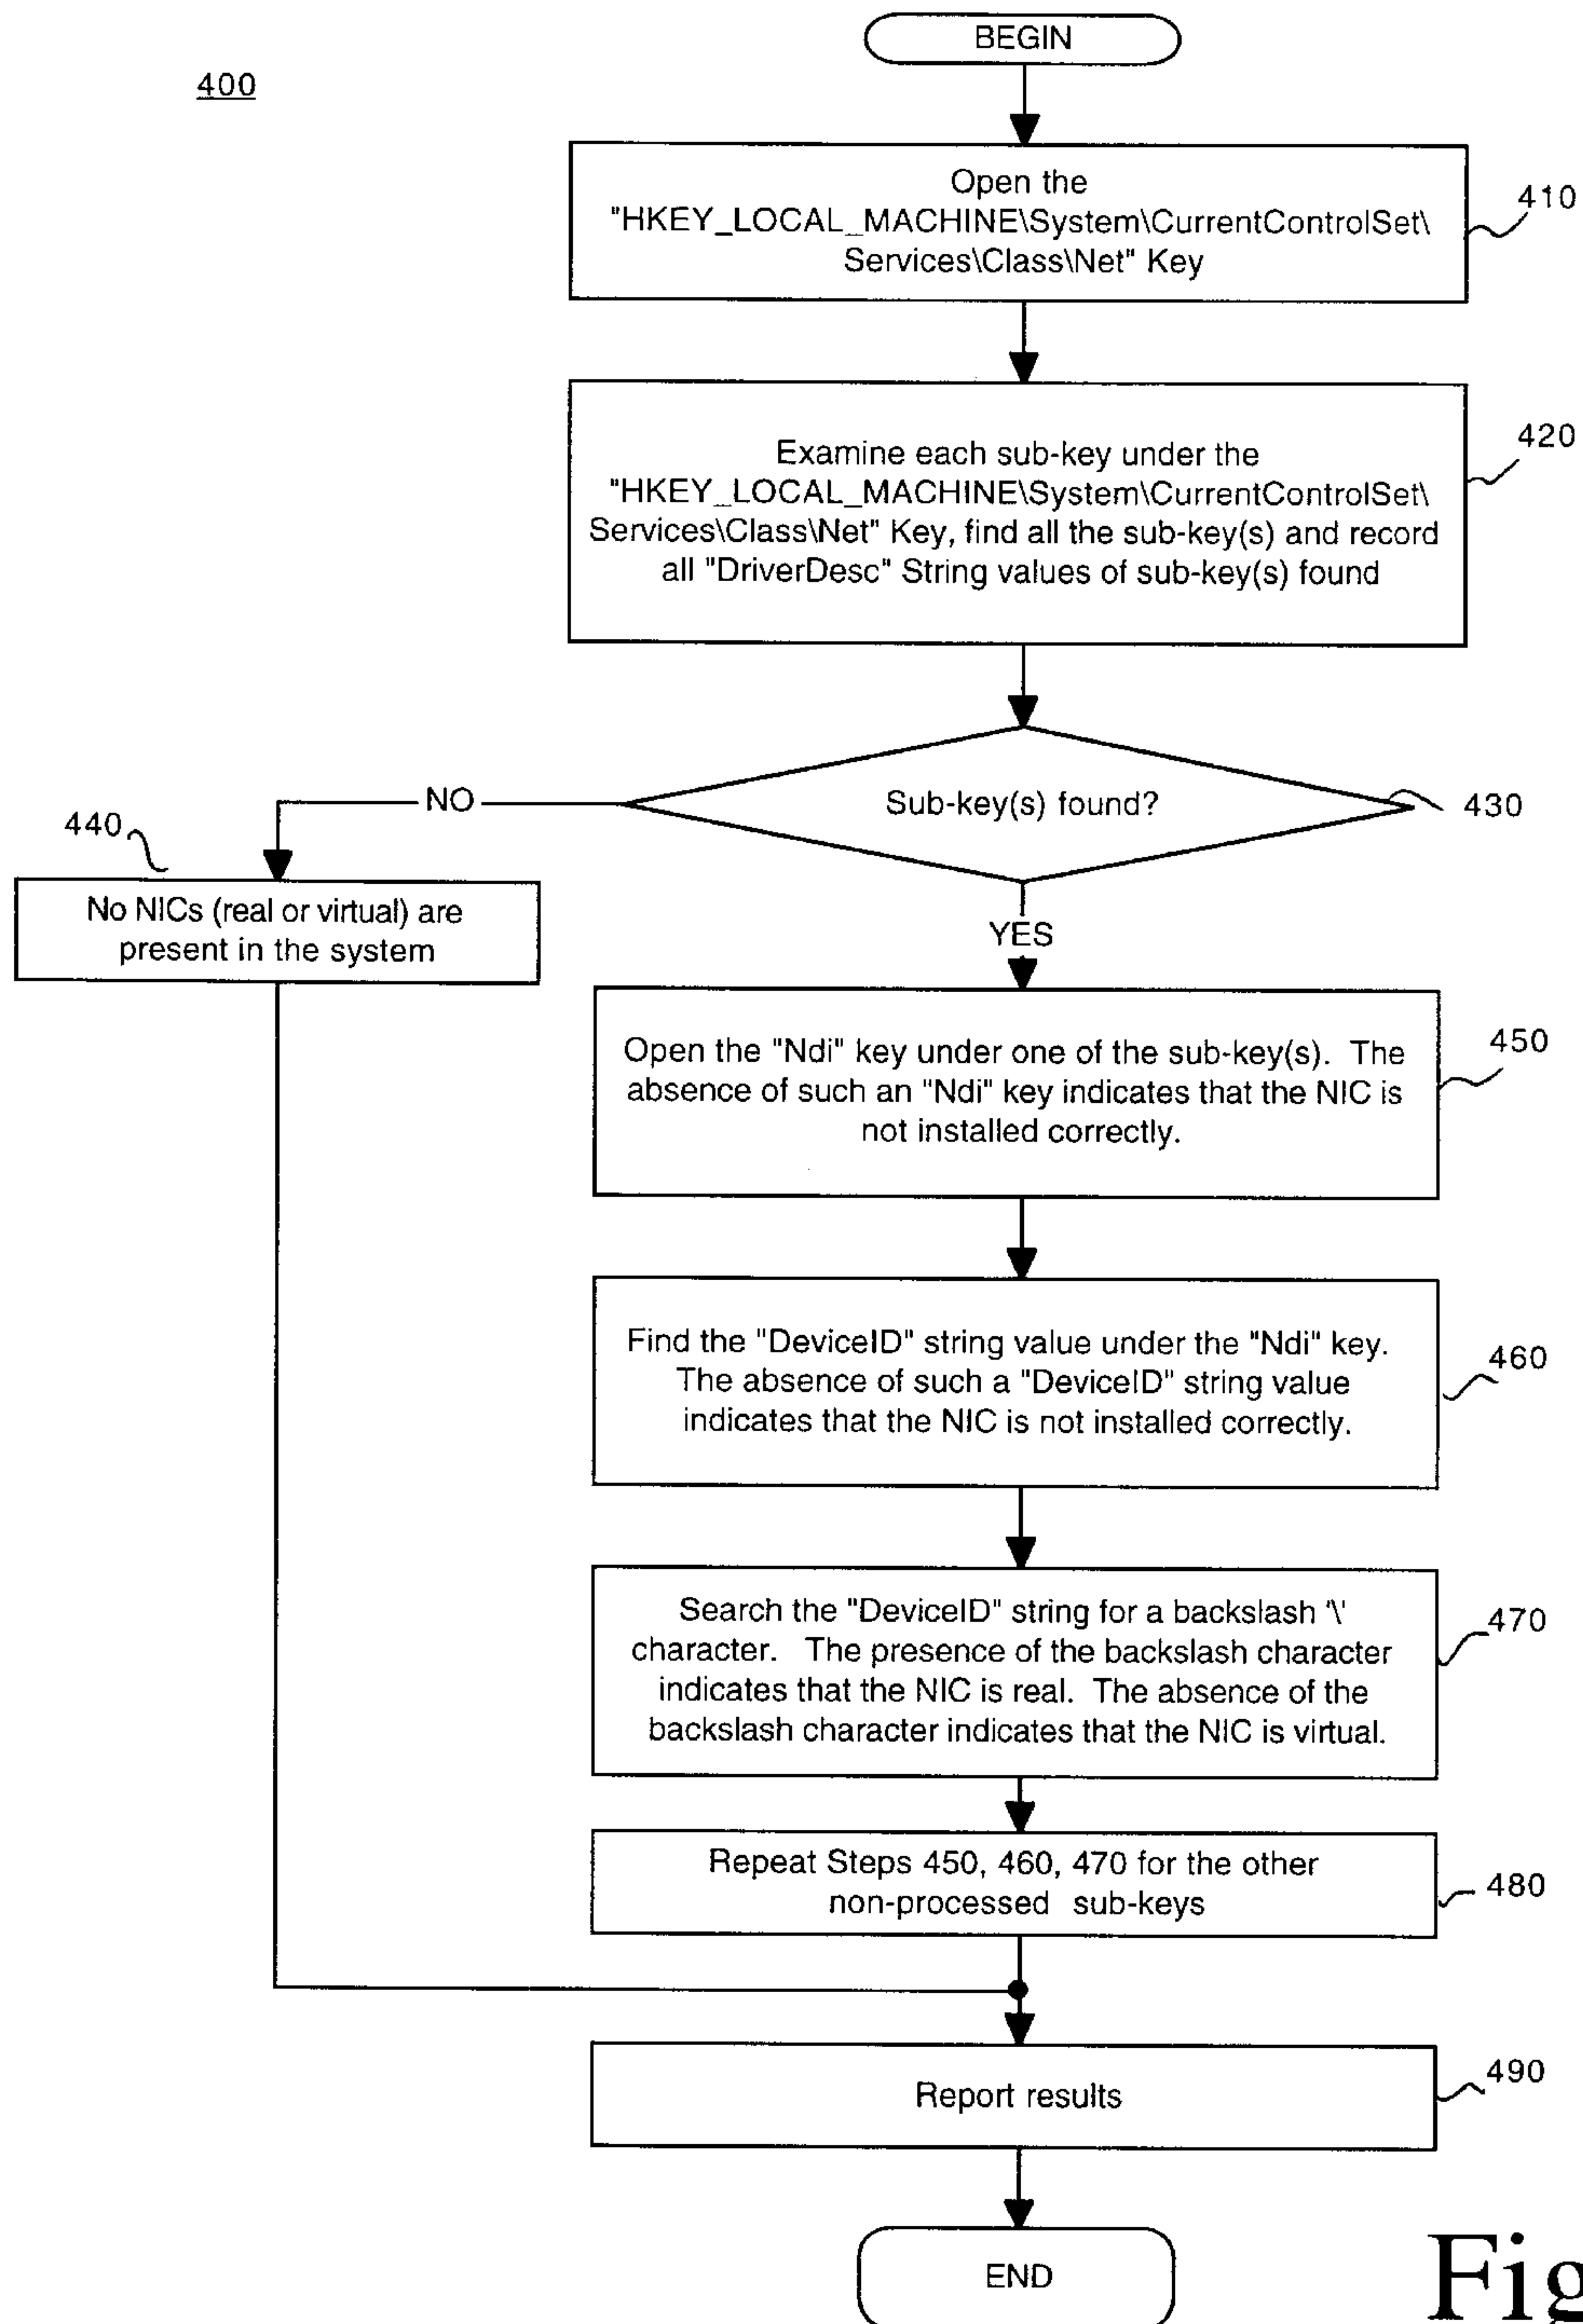 BEGIN
400
Open the
"HKEY_LOCAL_MACHINE\System\CurrentControlSet\
Services\Class\Net" Key
410
Examine each sub-key under the
"HKEY_LOCAL_MACHINE\System\CurrentControlSet\
Services\Class\Net" Key, find all the sub-key(s) and record
all "DriverDesc" String values of sub-key(s) found
420
Sub-key(s) found?
430
NO
440
No NICs (real or virtual) are
present in the system
YES
Open the "Ndi" key under one of the sub-key(s). The
absence of such an "Ndi" key indicates that the NIC is
not installed correctly.
450
Find the "DeviceID" string value under the "Ndi" key.
The absence of such a "DeviceID" string value
indicates that the NIC is not installed correctly.
460
Search the "DeviceID" string for a backslash '\'
character. The presence of the backslash character
indicates that the NIC is real. The absence of the
backslash character indicates that the NIC is virtual.
470
Repeat Steps 450, 460, 470 for the other
non-processed sub-keys
480
Report results
490
END
Fig